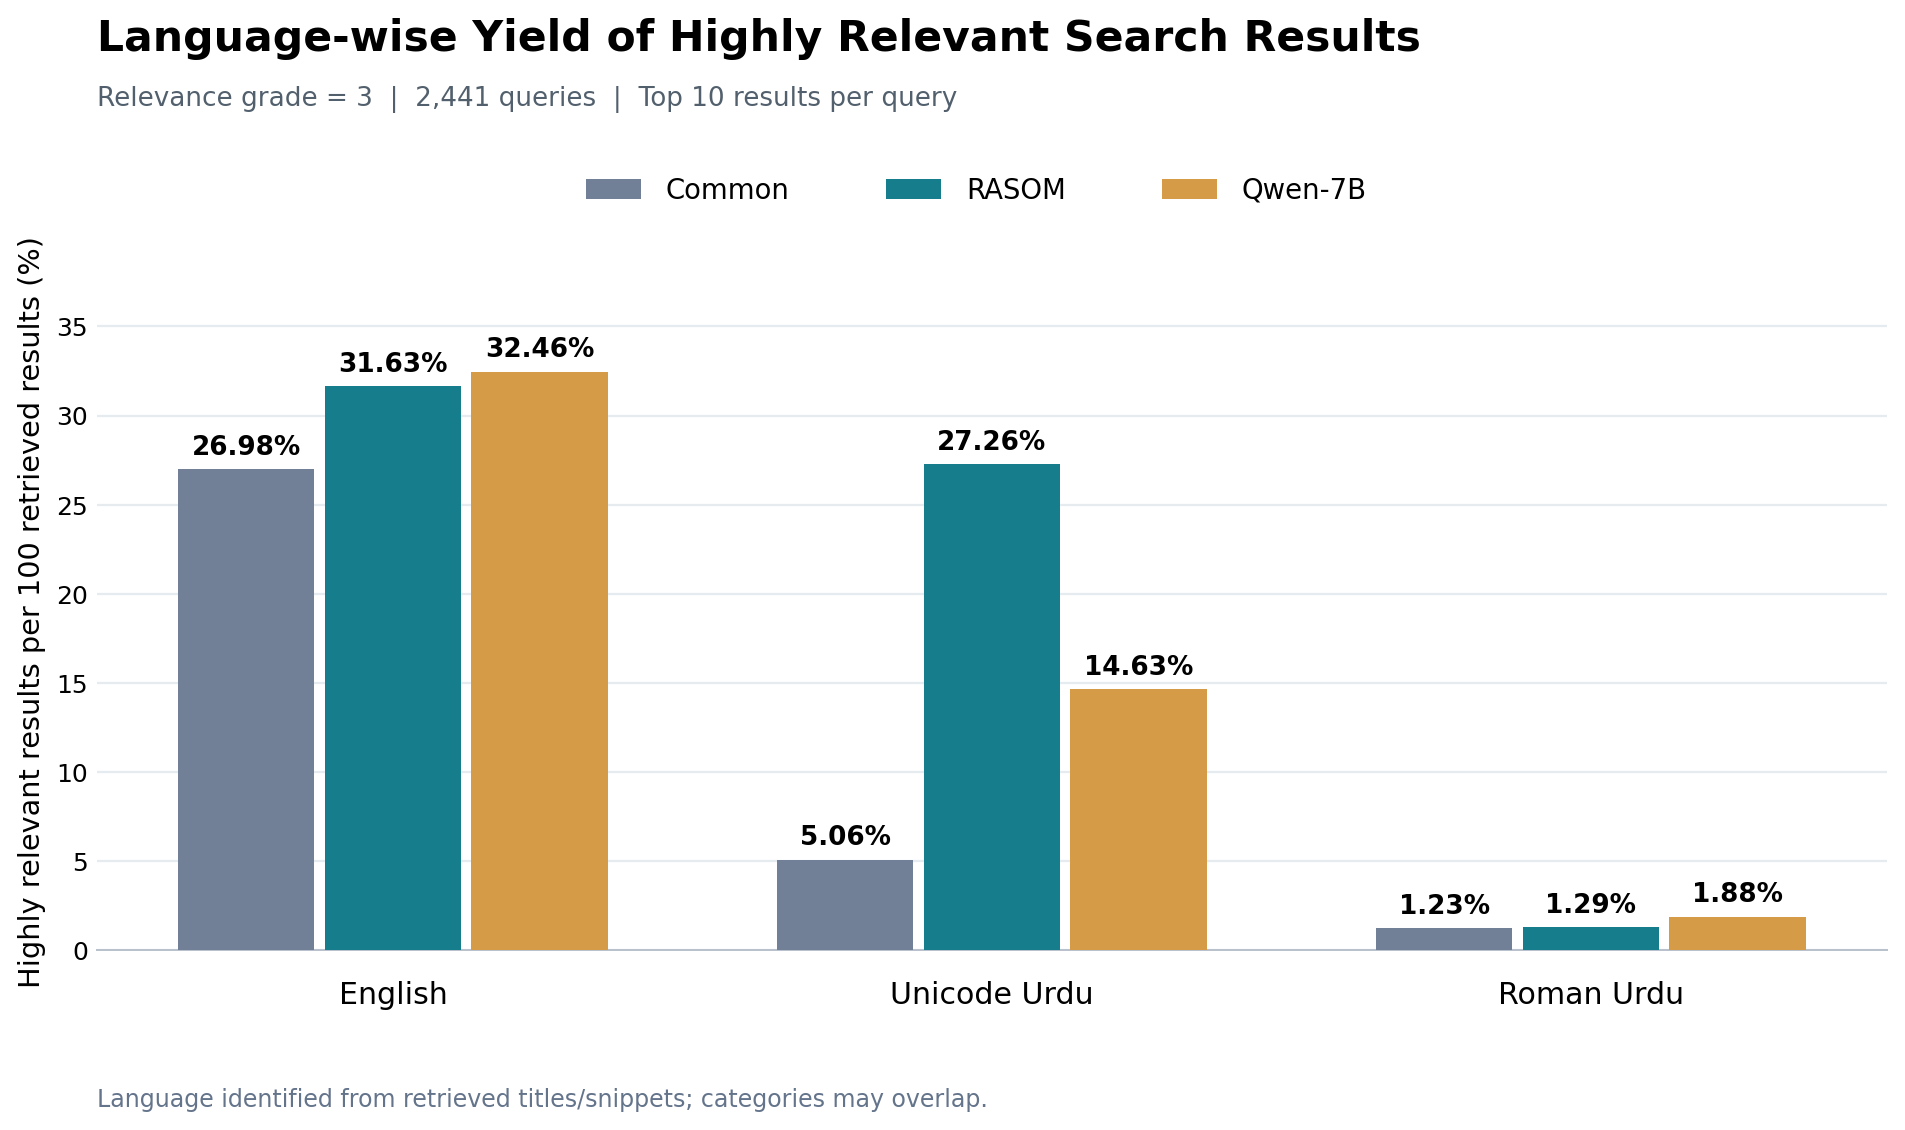 Language-wise Yield of Highly Relevant Search Results
Relevance grade = 3 | 2,441 queries | Top 10 results per query
Common RASOM Qwen-7B
Highly relevant results per 100 retrieved results (%)
35
30
25
20
15
10
5
0
26.98% 31.63% 32.46%
5.06% 27.26% 14.63%
1.23% 1.29% 1.88%
English Unicode Urdu Roman Urdu
Language identified from retrieved titles/snippets; categories may overlap.